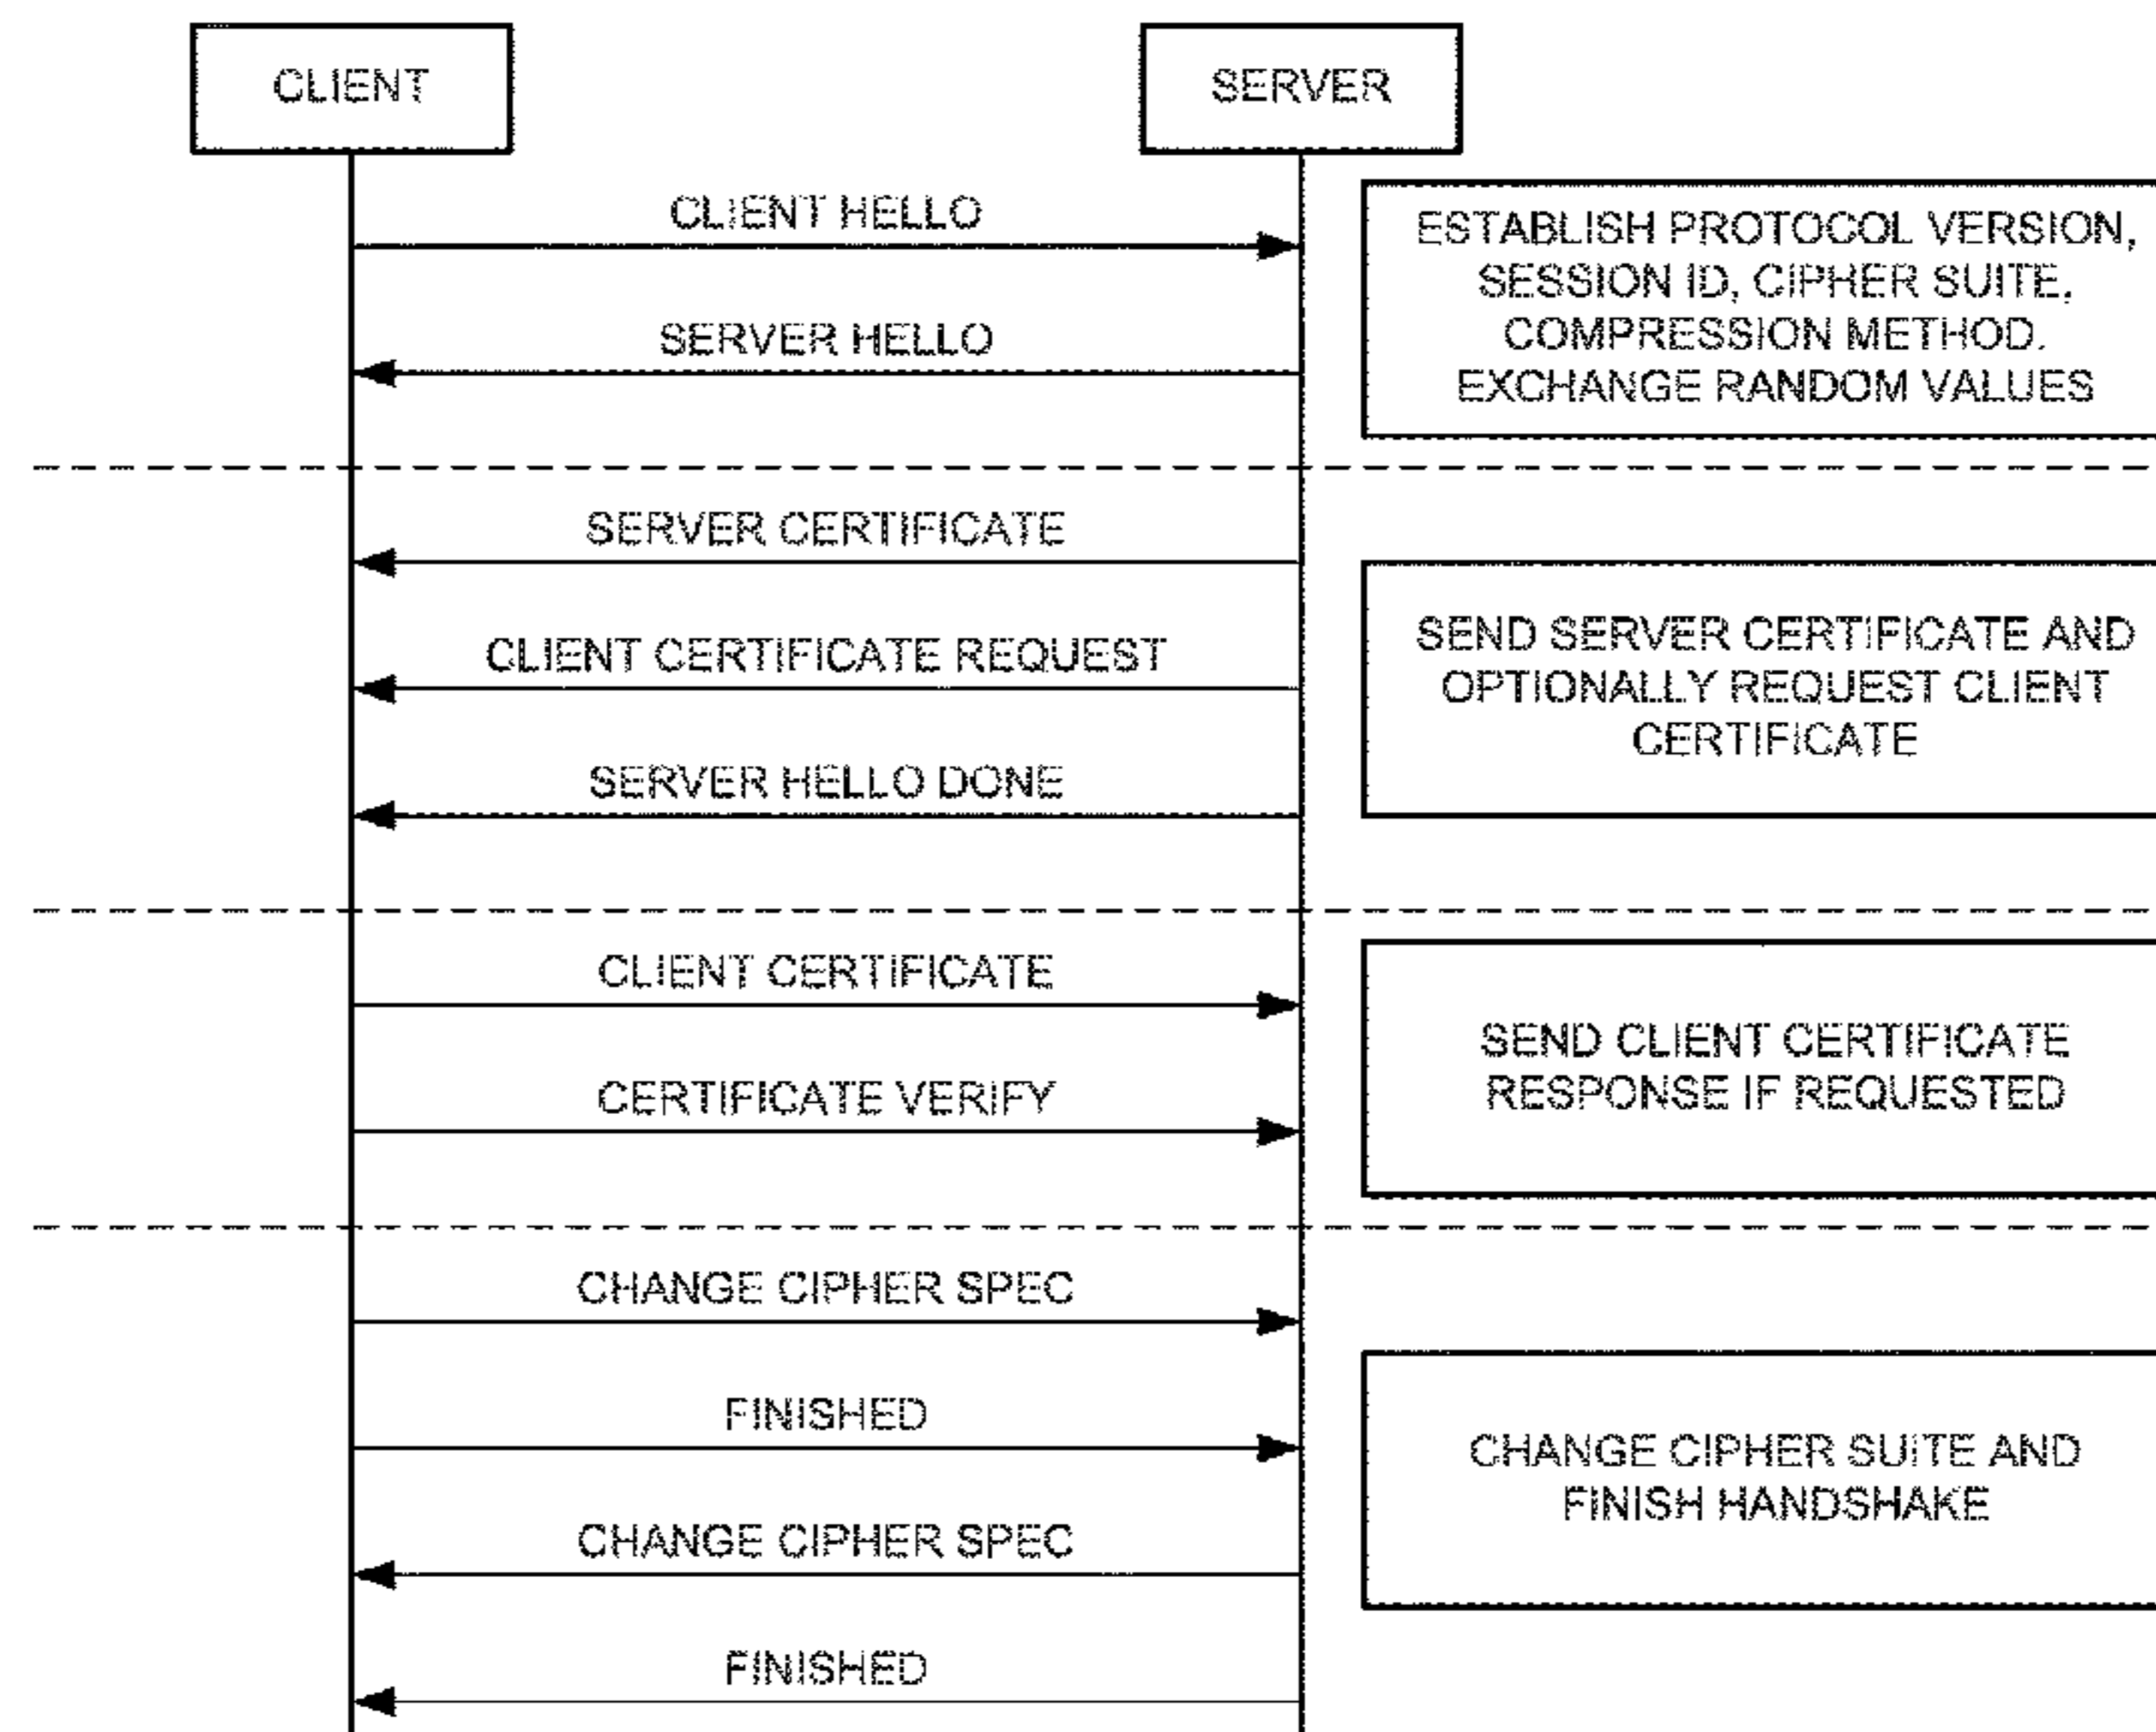 CLIENT
SERVER
CLIENT HELLO
SERVER HELLO
ESTABLISH PROTOCOL VERSION,
SESSION ID, CIPHER SUITE,
COMPRESSION METHOD.
EXCHANGE RANDOM VALUES
SERVER CERTIFICATE
CLIENT CERTIFICATE REQUEST
SERVER HELLO DONE
SEND SERVER CERTIFICATE AND
OPTIONALLY REQUEST CLIENT
CERTIFICATE
CLIENT CERTIFICATE
CERTIFICATE VERIFY
SEND CLIENT CERTIFICATE
RESPONSE IF REQUESTED
CHANGE CIPHER SPEC
FINISHED
CHANGE CIPHER SPEC
FINISHED
CHANGE CIPHER SUITE AND
FINISH HANDSHAKE